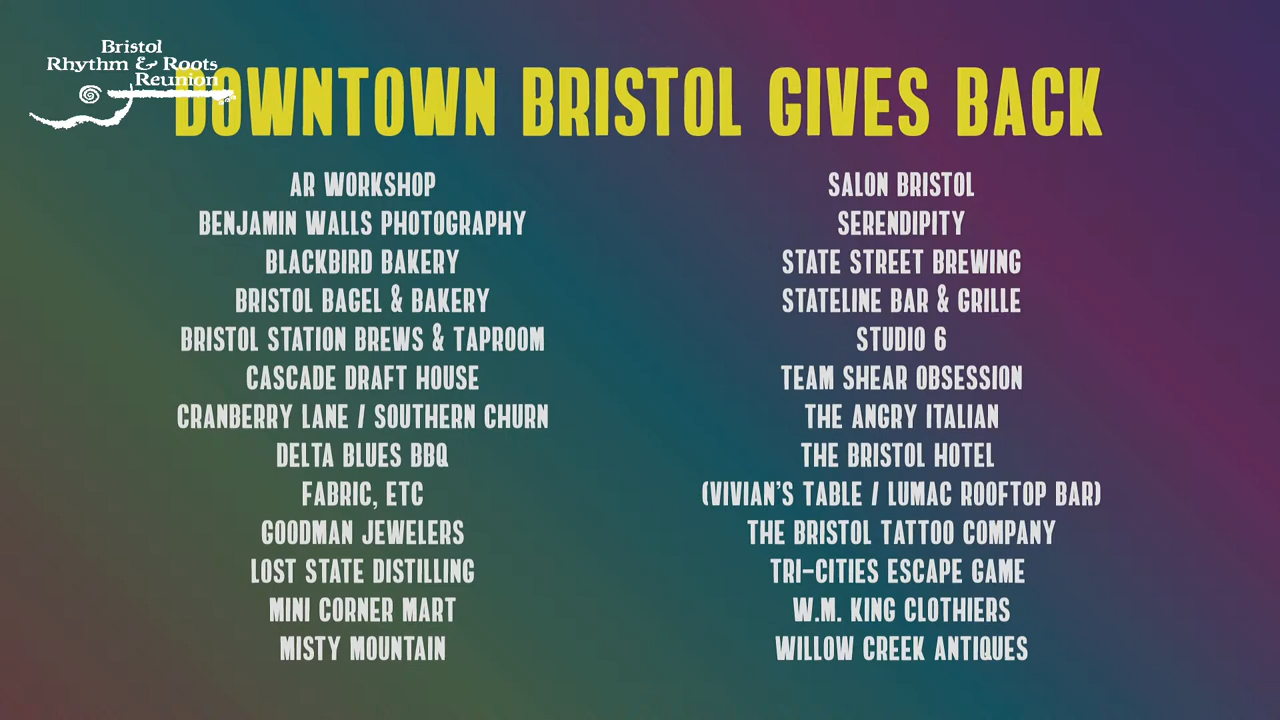 Bristol
Rhythm & Roots
Reunion
DOWNTOWN BRISTOL GIVES BACK
AR WORKSHOP
BENJAMIN WALLS PHOTOGRAPHY
BLACKBIRD BAKERY
BRISTOL BAGEL & BAKERY
BRISTOL STATION BREWS & TAPROOM
CASCADE DRAFT HOUSE
CRANBERRY LANE / SOUTHERN CHURN
DELTA BLUES BBQ
FABRIC, ETC
GOODMAN JEWELERS
LOST STATE DISTILLING
MINI CORNER MART
MISTY MOUNTAIN
SALON BRISTOL
SERENDIPITY
STATE STREET BREWING
STATELINE BAR & GRILLE
STUDIO 6
TEAM SHEAR OBSESSION
THE ANGRY ITALIAN
THE BRISTOL HOTEL
(VIVIAN'S TABLE / LUMAC ROOFTOP BAR)
THE BRISTOL TATTOO COMPANY
TRI-CITIES ESCAPE GAME
W.M. KING CLOTHIERS
WILLOW CREEK ANTIQUES